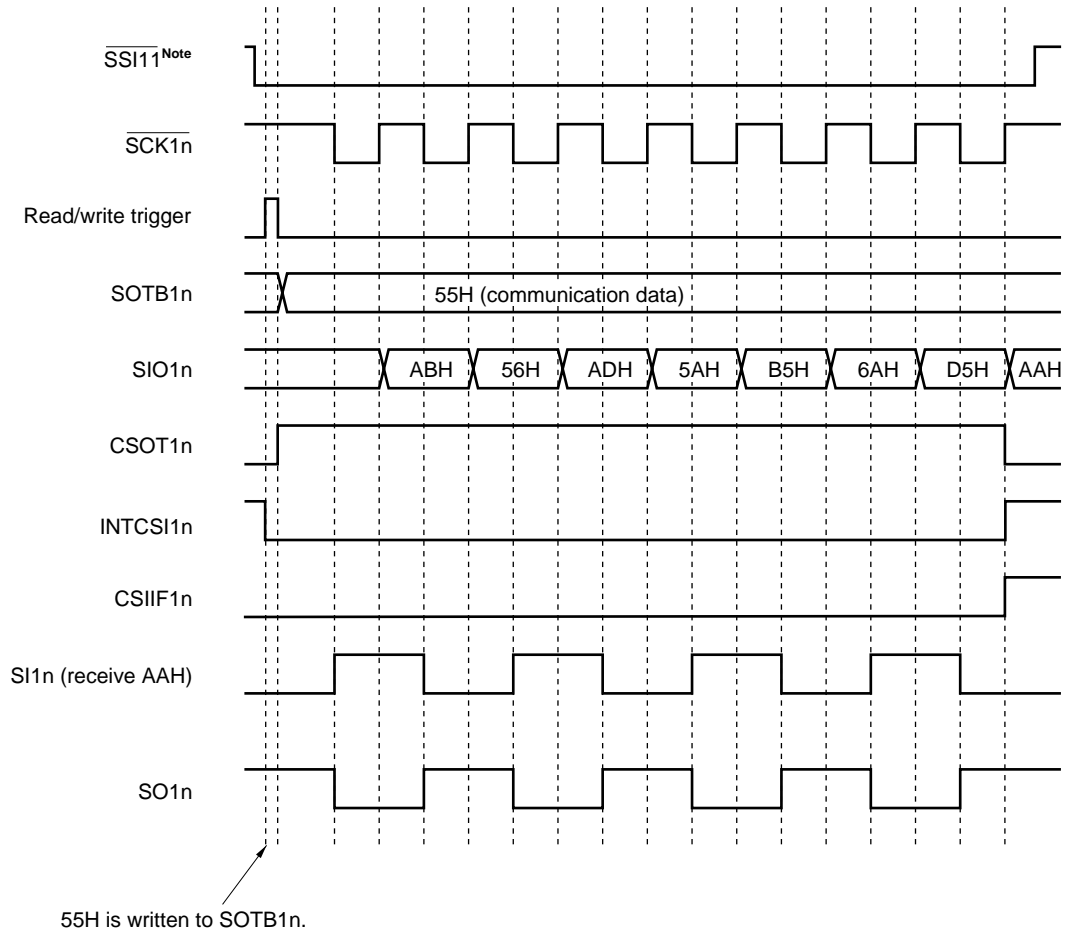 SSI11Note
SCK1n
Read/write trigger
SOTB1n
55H (communication data)
SIO1n
ABH 56H ADH 5AH B5H 6AH D5H AAH
CSOT1n
INTCSI1n
CSIIF1n
SI1n (receive AAH)
SO1n
55H is written to SOTB1n.